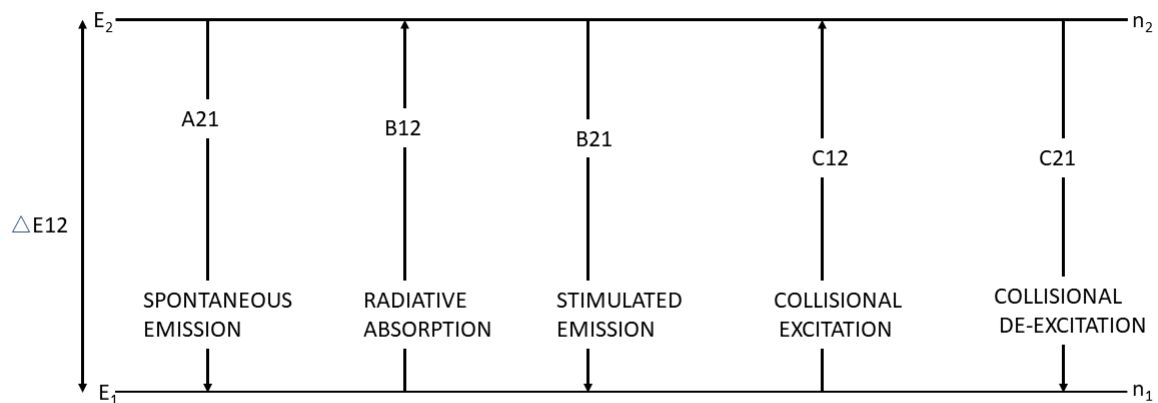 E₂
n₂
A21
B12
B21
C12
C21
△E12
SPONTANEOUS
EMISSION
RADIATIVE
ABSORPTION
STIMULATED
EMISSION
COLLISIONAL
EXCITATION
COLLISIONAL
DE-EXCITATION
E₁
n₁